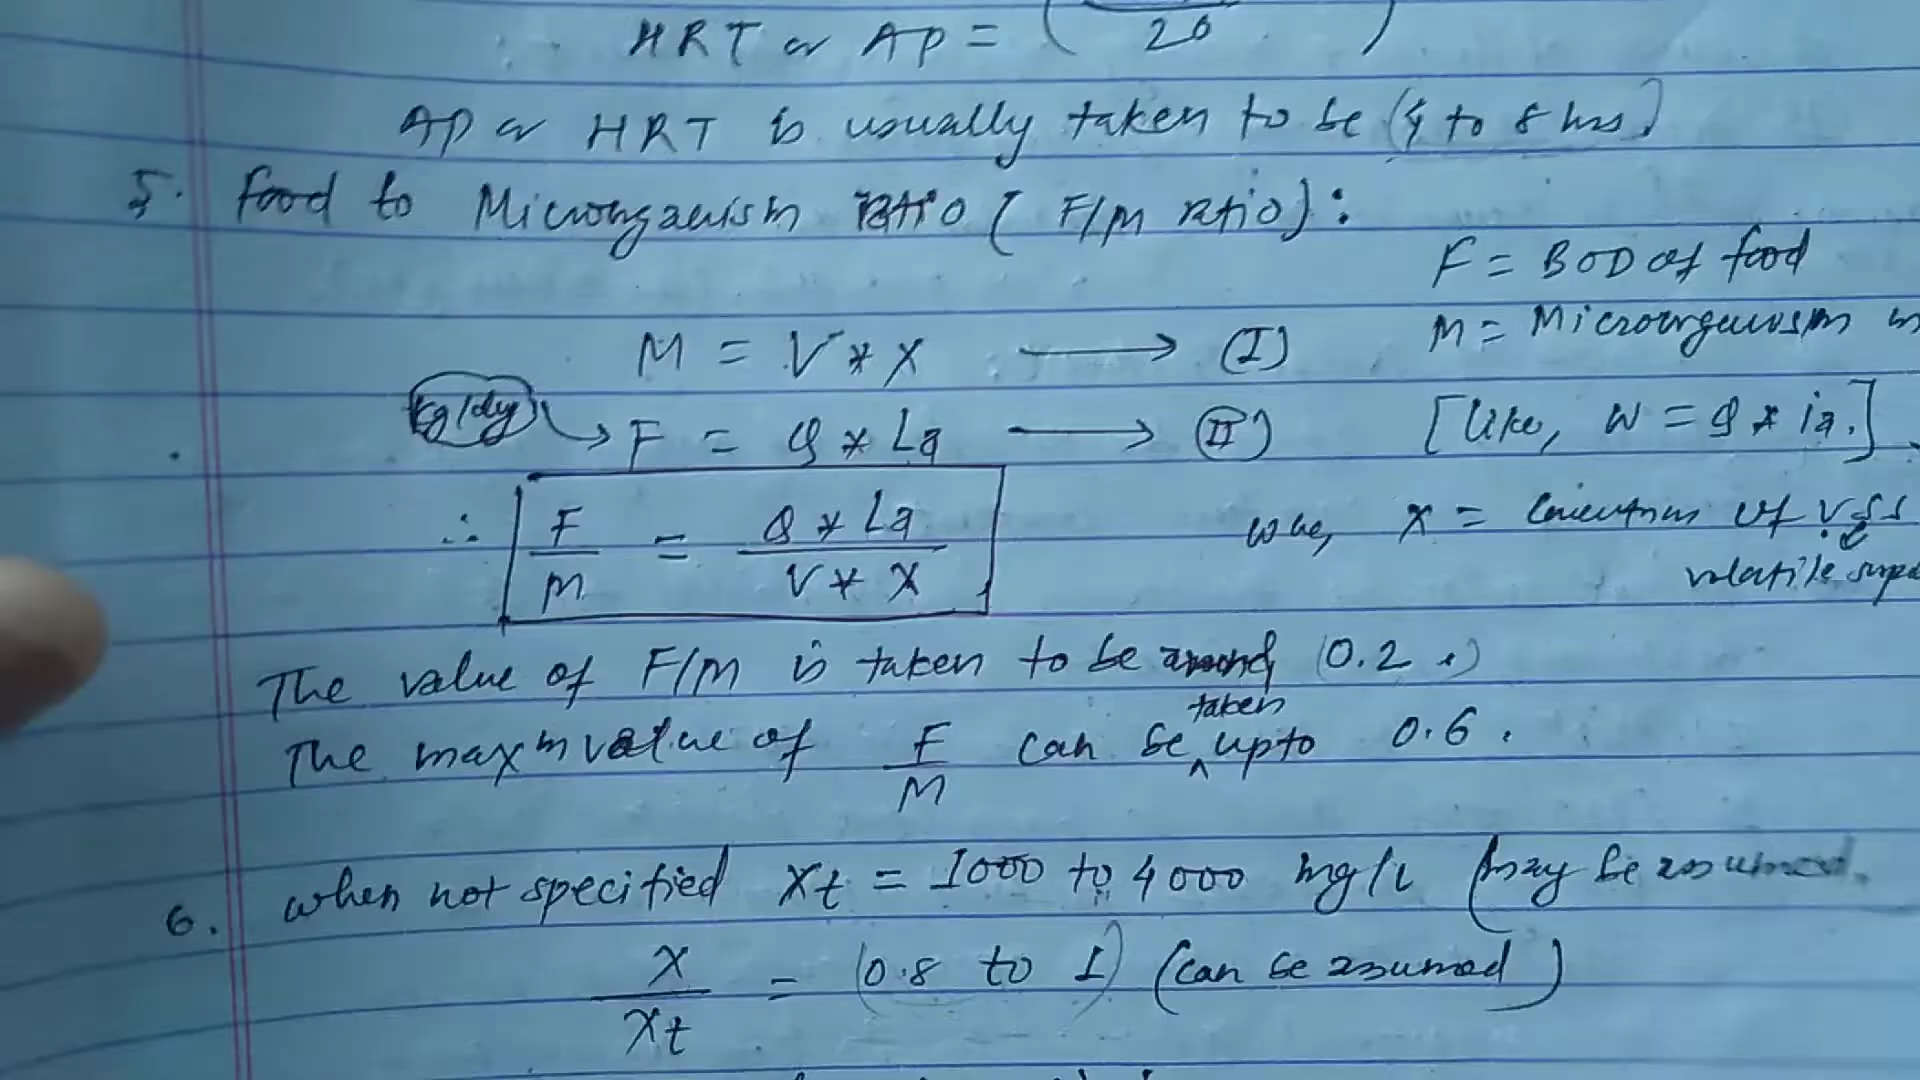 HRT or AP = ( 20 )
AP or HRT is usually taken to be (4 to 8 hrs)
5. Food to Microorganism ratio ( F/M ratio) :
F = BOD of food
M = V * X ⟶ (I)
M = Microorganism in
kg/day → F = Q * La ⟶ (II)
[like, W = Q * ia.]
∴ F/M = Q * La / V * X
X = of VSS
volatile
The value of F/M is taken to be around (0.2 .)
The maxm value of F/M can be taken upto 0.6 .
6. when not specified Xt = 1000 to 4000 mg/L (may be assumed.
X/Xt = (0.8 to 1) (can be assumed)